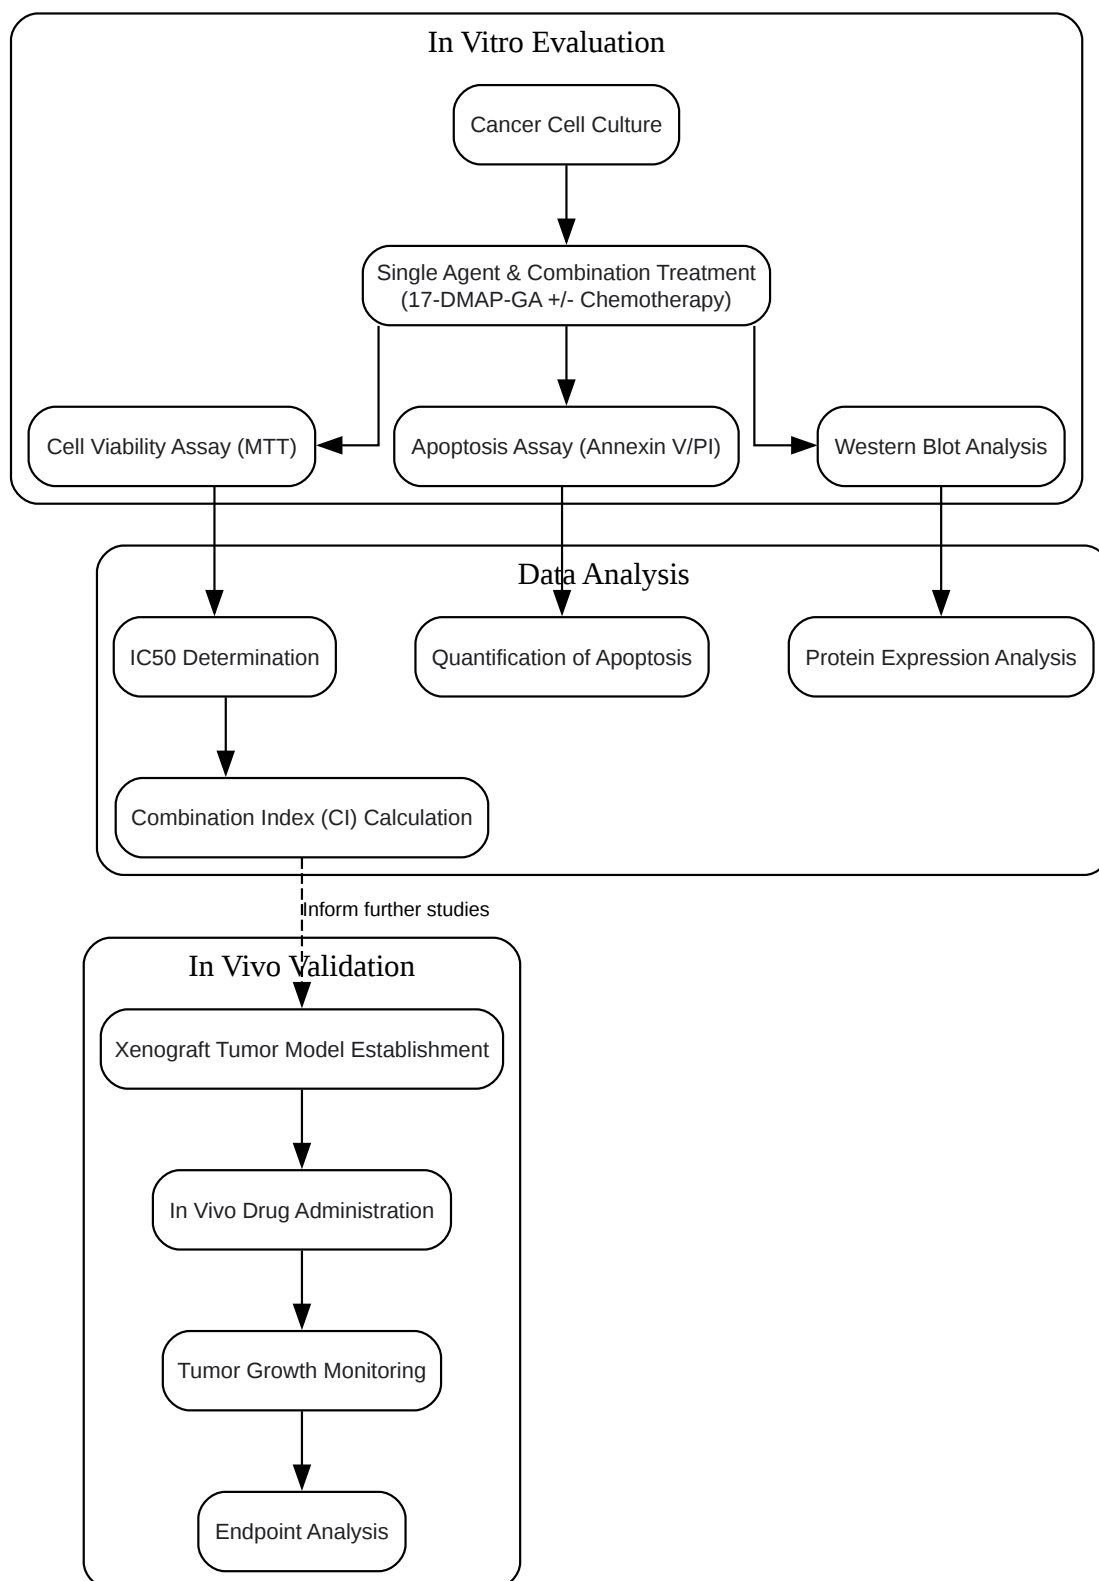 In Vitro Evaluation
Cancer Cell Culture
Single Agent & Combination Treatment
(17-DMAP-GA +/- Chemotherapy)
Cell Viability Assay (MTT)
Apoptosis Assay (Annexin V/PI)
Western Blot Analysis
Data Analysis
IC50 Determination
Quantification of Apoptosis
Protein Expression Analysis
Combination Index (CI) Calculation
Inform further studies
In Vivo Validation
Xenograft Tumor Model Establishment
In Vivo Drug Administration
Tumor Growth Monitoring
Endpoint Analysis